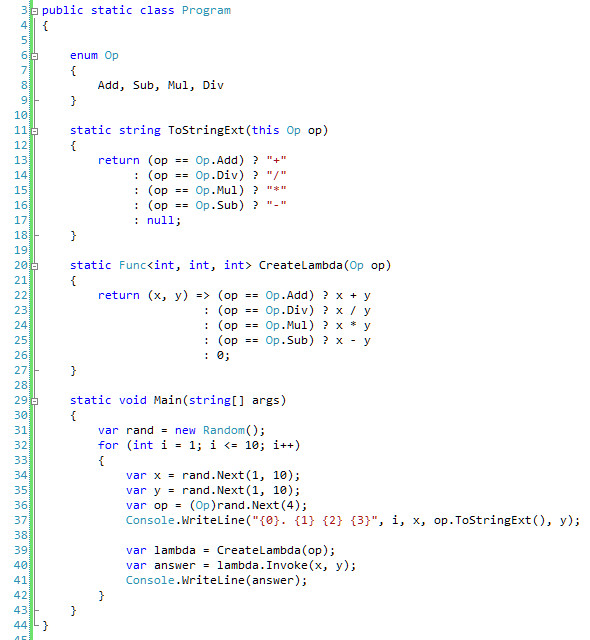 3 public static class Program
4 {
5
6     enum Op
7     {
8         Add, Sub, Mul, Div
9     }
10
11     static string ToStringExt(this Op op)
12     {
13         return (op == Op.Add) ? "+"
14              : (op == Op.Div) ? "/"
15              : (op == Op.Mul) ? "*"
16              : (op == Op.Sub) ? "-"
17              : null;
18     }
19
20     static Func<int, int, int> CreateLambda(Op op)
21     {
22         return (x, y) => (op == Op.Add) ? x + y
23                        : (op == Op.Div) ? x / y
24                        : (op == Op.Mul) ? x * y
25                        : (op == Op.Sub) ? x - y
26                        : 0;
27     }
28
29     static void Main(string[] args)
30     {
31         var rand = new Random();
32         for (int i = 1; i <= 10; i++)
33         {
34             var x = rand.Next(1, 10);
35             var y = rand.Next(1, 10);
36             var op = (Op)rand.Next(4);
37             Console.WriteLine("{0}. {1} {2} {3}", i, x, op.ToStringExt(), y);
38
39             var lambda = CreateLambda(op);
40             var answer = lambda.Invoke(x, y);
41             Console.WriteLine(answer);
42         }
43     }
44 }